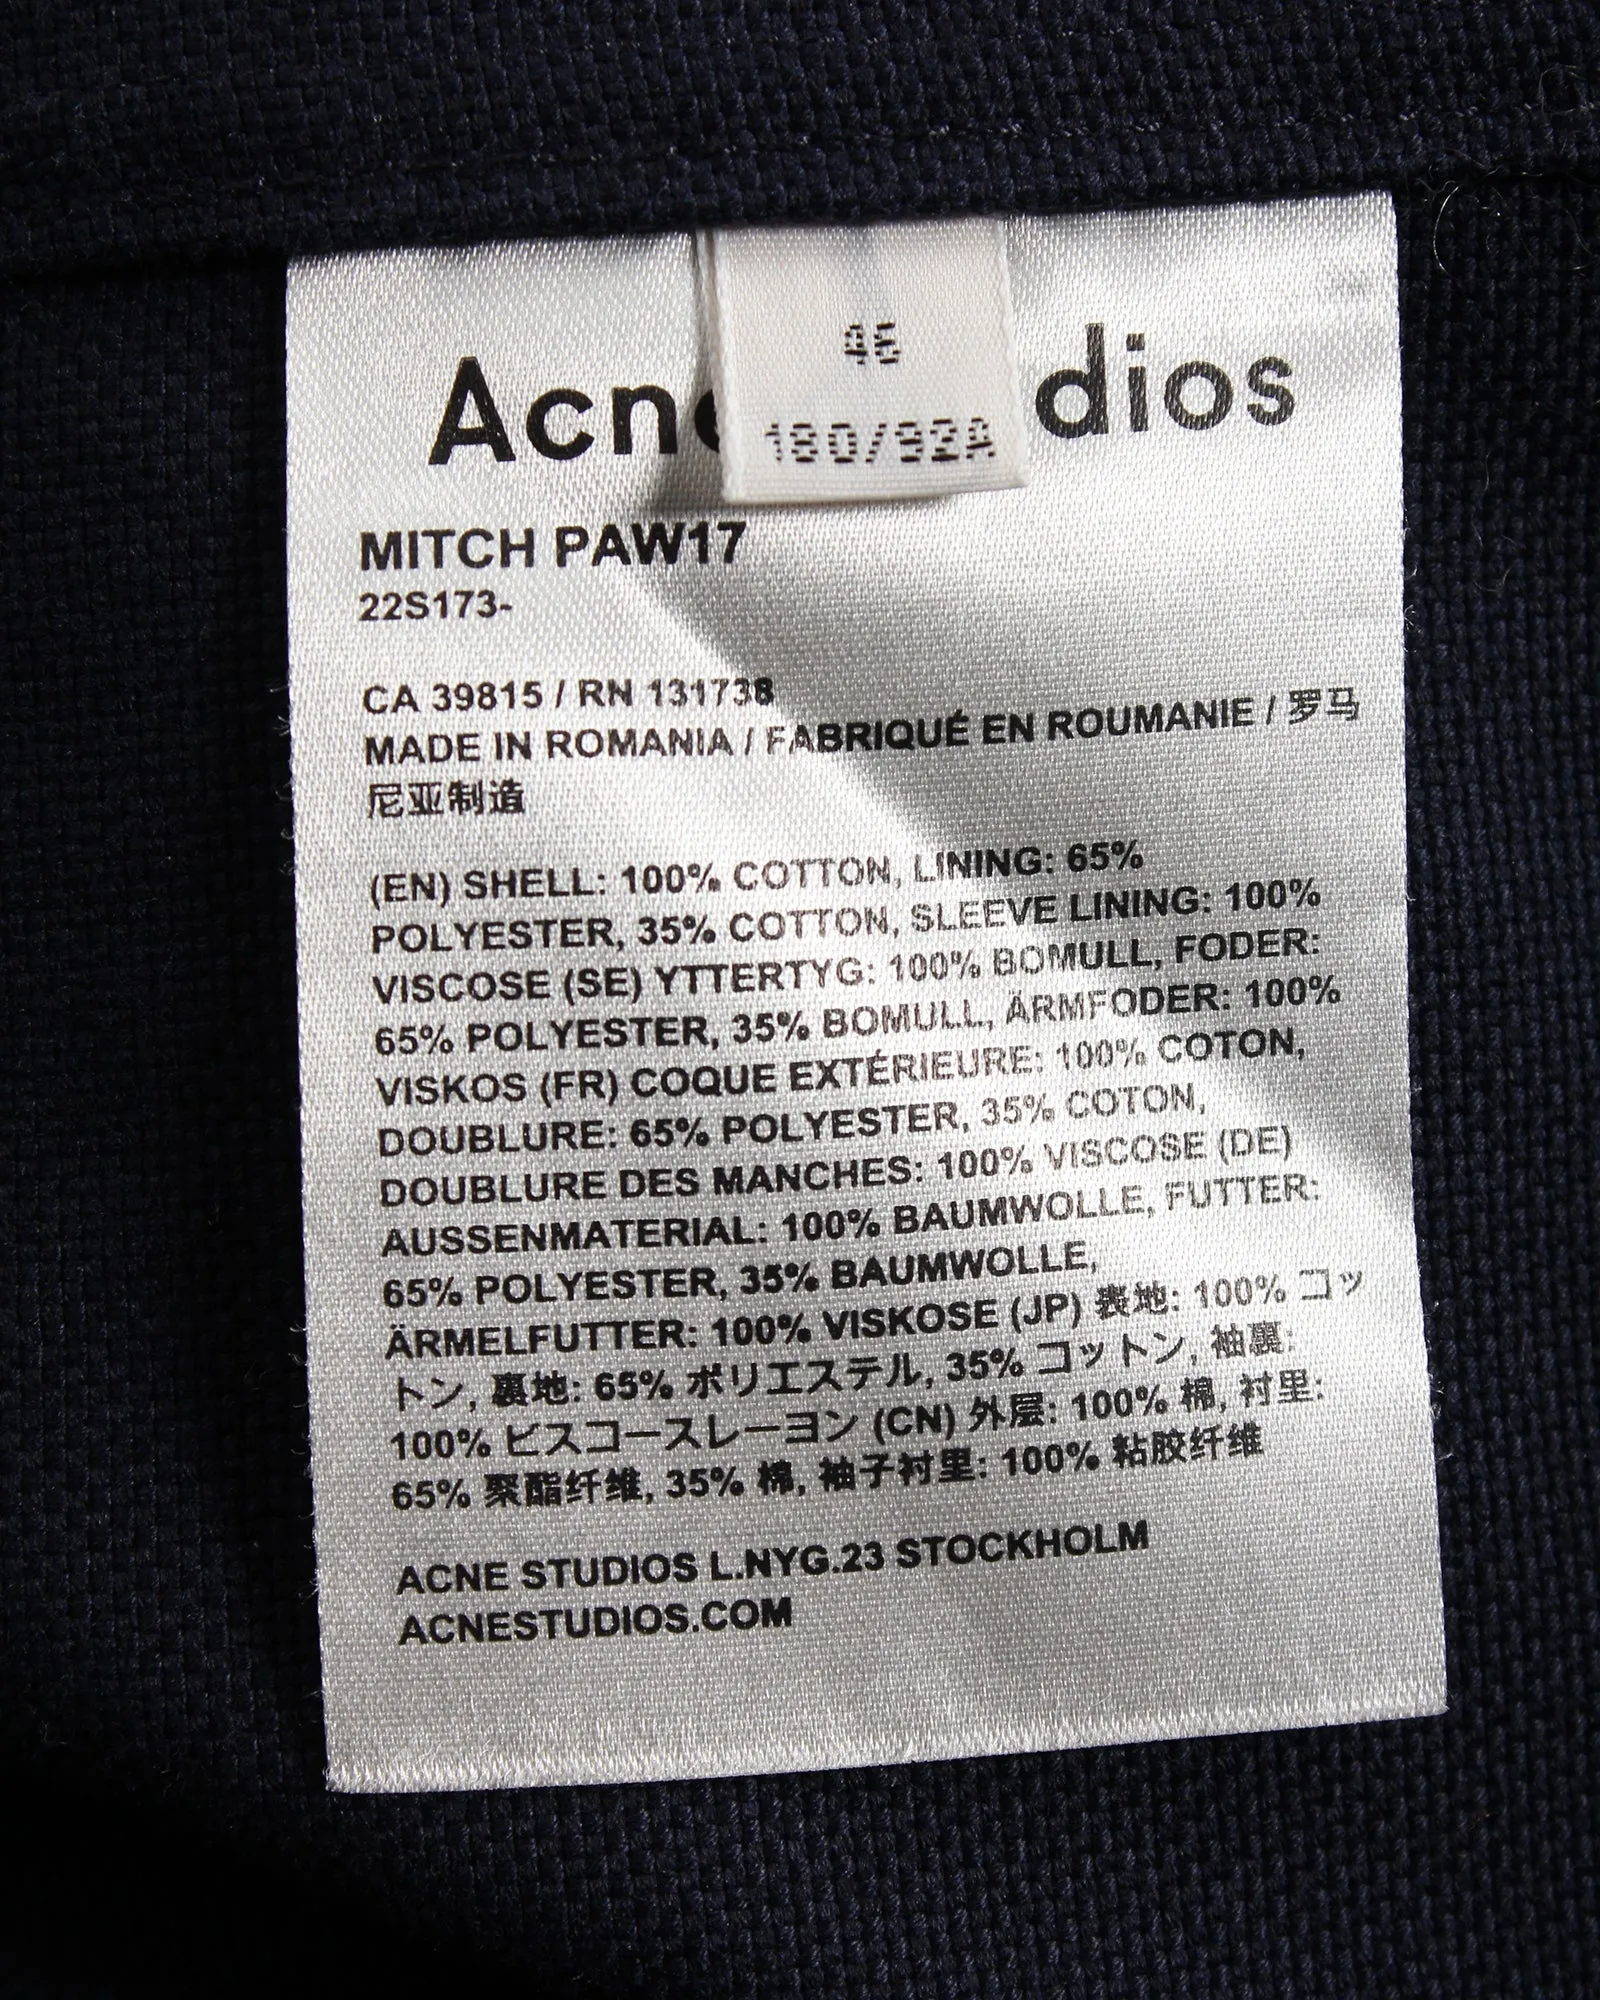 46
180/92A
Acne dios
MITCH PAW17
22S173-
CA 39815 / RN 131738
MADE IN ROMANIA / FABRIQUÉ EN ROUMANIE / 罗马
尼亚制造
(EN) SHELL: 100% COTTON, LINING: 65%
POLYESTER, 35% COTTON, SLEEVE LINING: 100%
VISCOSE (SE) YTTERTYG: 100% BOMULL, FODER:
65% POLYESTER, 35% BOMULL, ÄRMFODER: 100%
VISKOS (FR) COQUE EXTÉRIEURE: 100% COTON,
DOUBLURE: 65% POLYESTER, 35% COTON,
DOUBLURE DES MANCHES: 100% VISCOSE (DE)
AUSSENMATERIAL: 100% BAUMWOLLE, FUTTER:
65% POLYESTER, 35% BAUMWOLLE,
ÄRMELFUTTER: 100% VISKOSE (JP) 表地: 100% コッ
トン, 裏地: 65% ポリエステル, 35% コットン, 袖裏:
100% ビスコースレーヨン (CN) 外层: 100% 棉, 衬里:
65% 聚酯纤维, 35% 棉, 袖子衬里: 100% 粘胶纤维
ACNE STUDIOS L.NYG.23 STOCKHOLM
ACNESTUDIOS.COM